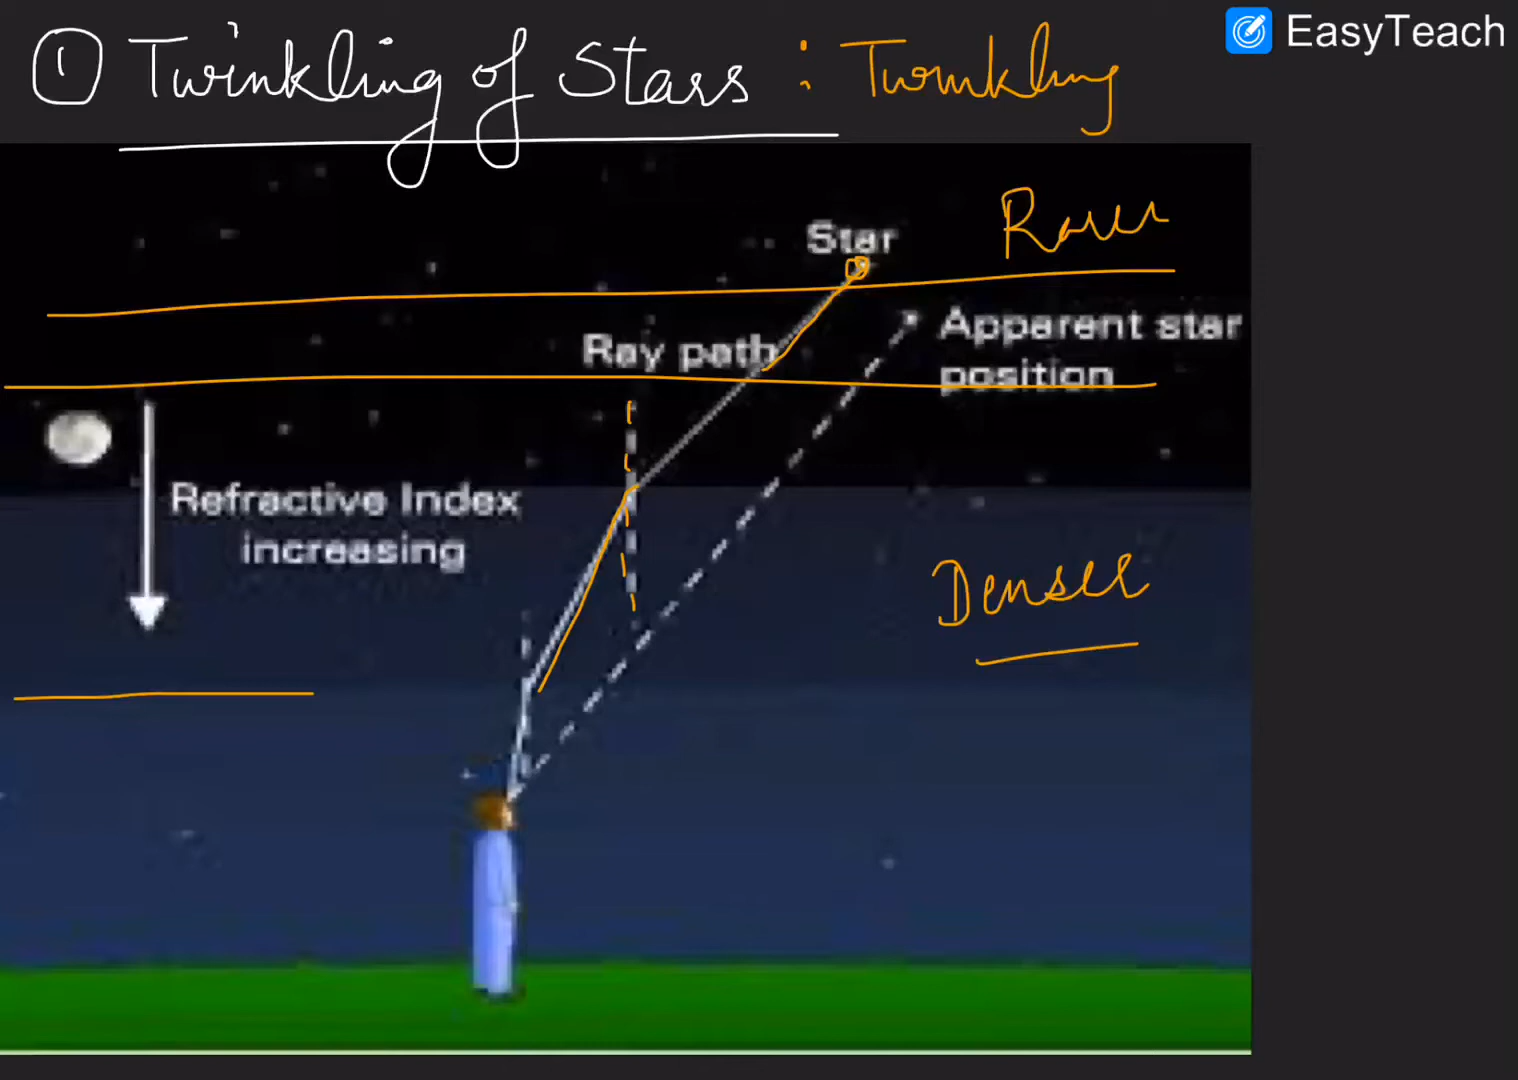 ① Twinkling of Stars : Twinkling
EasyTeach
Rarer
Star
Apparent star
position
Ray path
Refractive Index
increasing
Denser